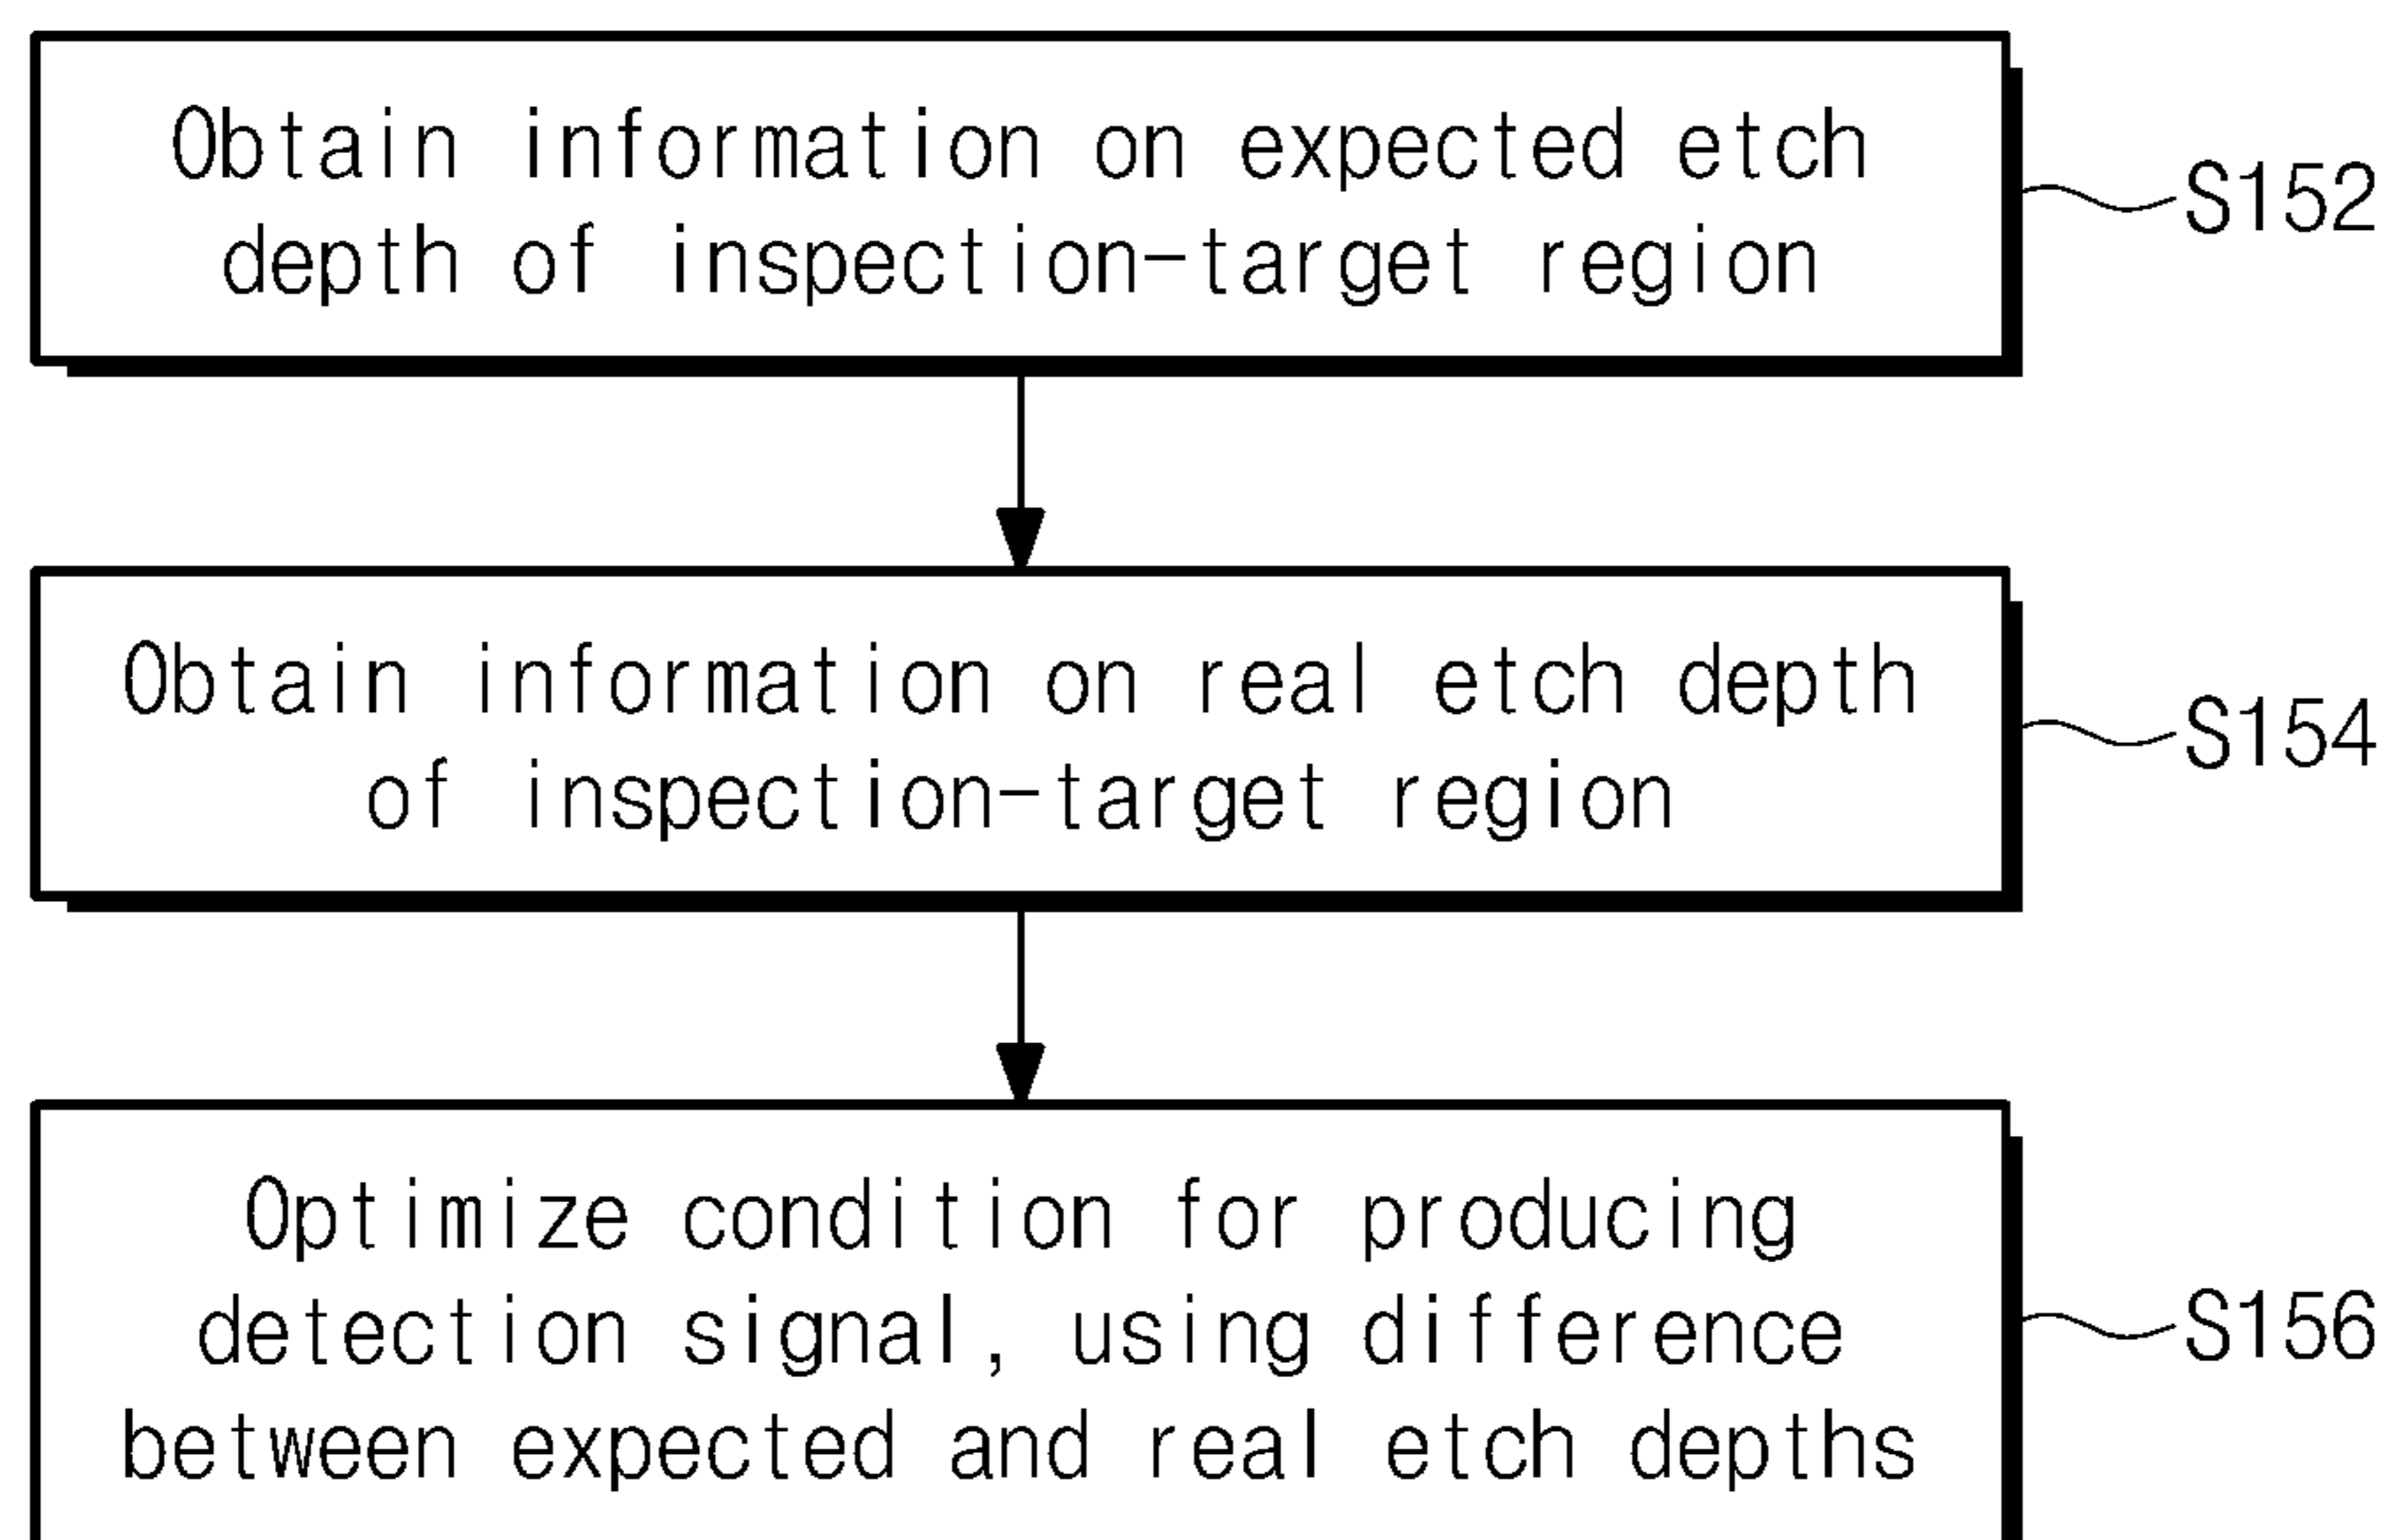 Obtain information on expected etch
depth of inspection-target region
S152
Obtain information on real etch depth
of inspection-target region
S154
Optimize condition for producing
detection signal, using difference
between expected and real etch depths
S156